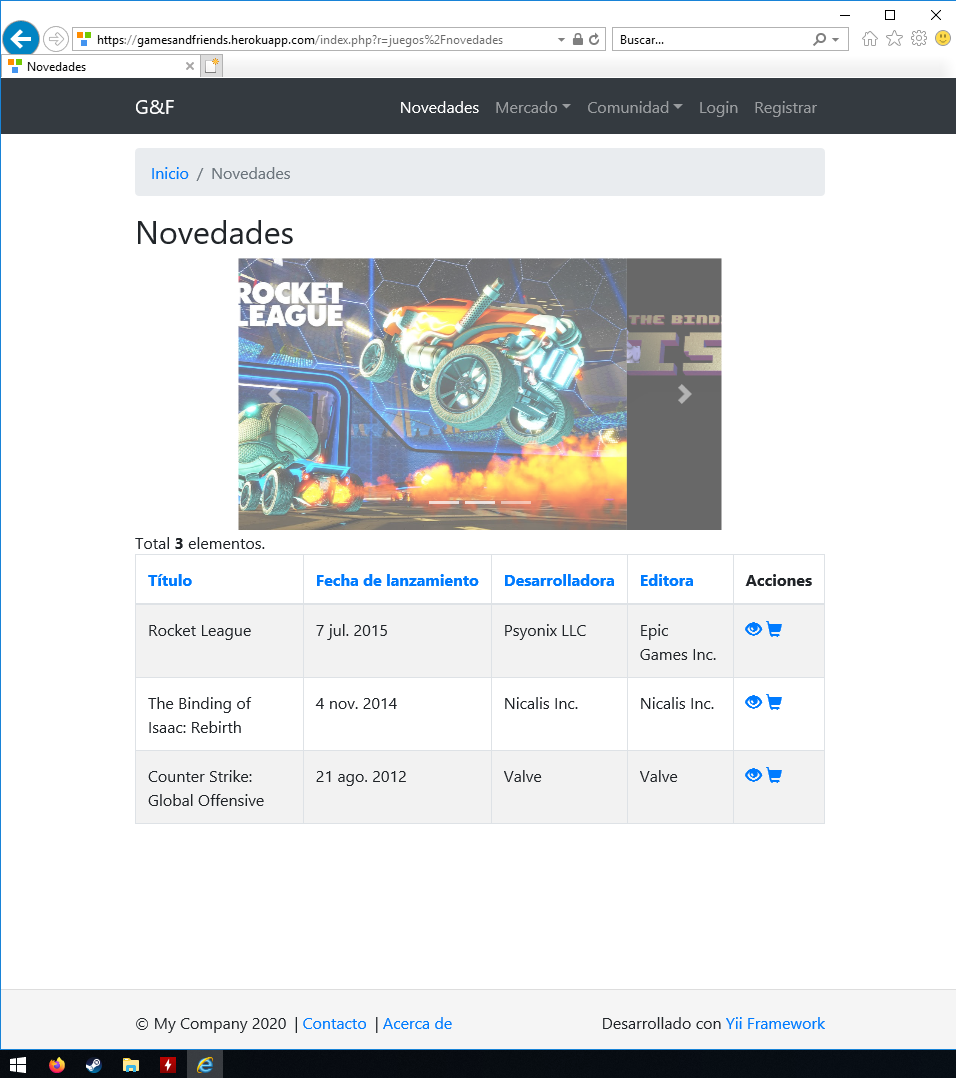 https://gamesandfriends.herokuapp.com/index.php?r=juegos%2Fnovedades
Buscar...
Novedades
G&F
Novedades
Mercado
Comunidad
Login
Registrar
Inicio / Novedades
Novedades
ROCKET
LEAGUE
THE BIND
IS
Total 3 elementos.
Título Fecha de lanzamiento Desarrolladora Editora Acciones
Rocket League 7 jul. 2015 Psyonix LLC Epic
Games Inc.
The Binding of 4 nov. 2014 Nicalis Inc. Nicalis Inc.
Isaac: Rebirth
Counter Strike: 21 ago. 2012 Valve Valve
Global Offensive
© My Company 2020 | Contacto | Acerca de
Desarrollado con Yii Framework